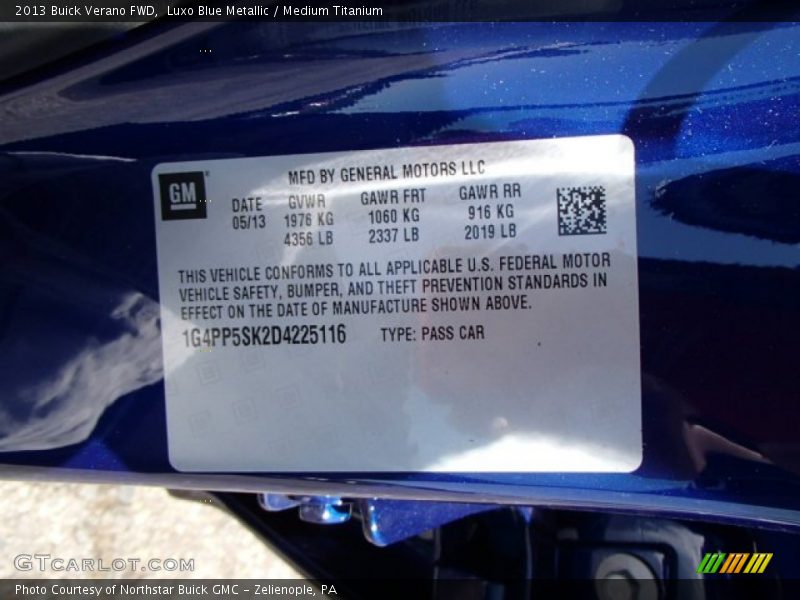 2013 Buick Verano FWD, Luxo Blue Metallic / Medium Titanium
GM
MFD BY GENERAL MOTORS LLC
DATE GVWR GAWR FRT GAWR RR
05/13 1976 KG 1060 KG 916 KG
4356 LB 2337 LB 2019 LB
THIS VEHICLE CONFORMS TO ALL APPLICABLE U.S. FEDERAL MOTOR
VEHICLE SAFETY, BUMPER, AND THEFT PREVENTION STANDARDS IN
EFFECT ON THE DATE OF MANUFACTURE SHOWN ABOVE.
1G4PP5SK2D4225116 TYPE: PASS CAR
GTCARLOT.COM
Photo Courtesy of Northstar Buick GMC - Zelienople, PA